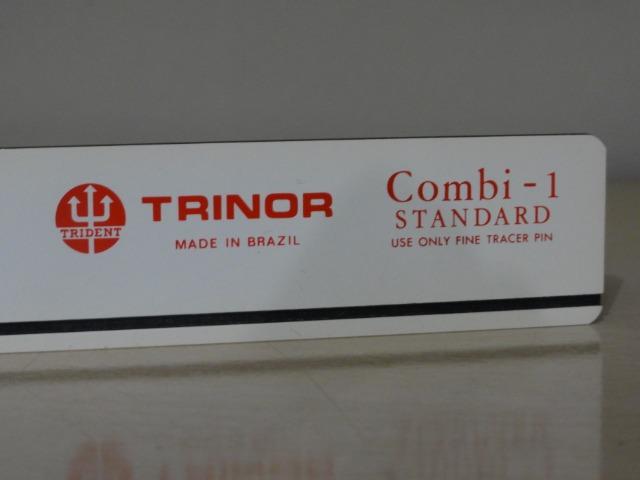 TRIDENT
TRINOR
MADE IN BRAZIL
Combi-1
STANDARD
USE ONLY FINE TRACER PIN